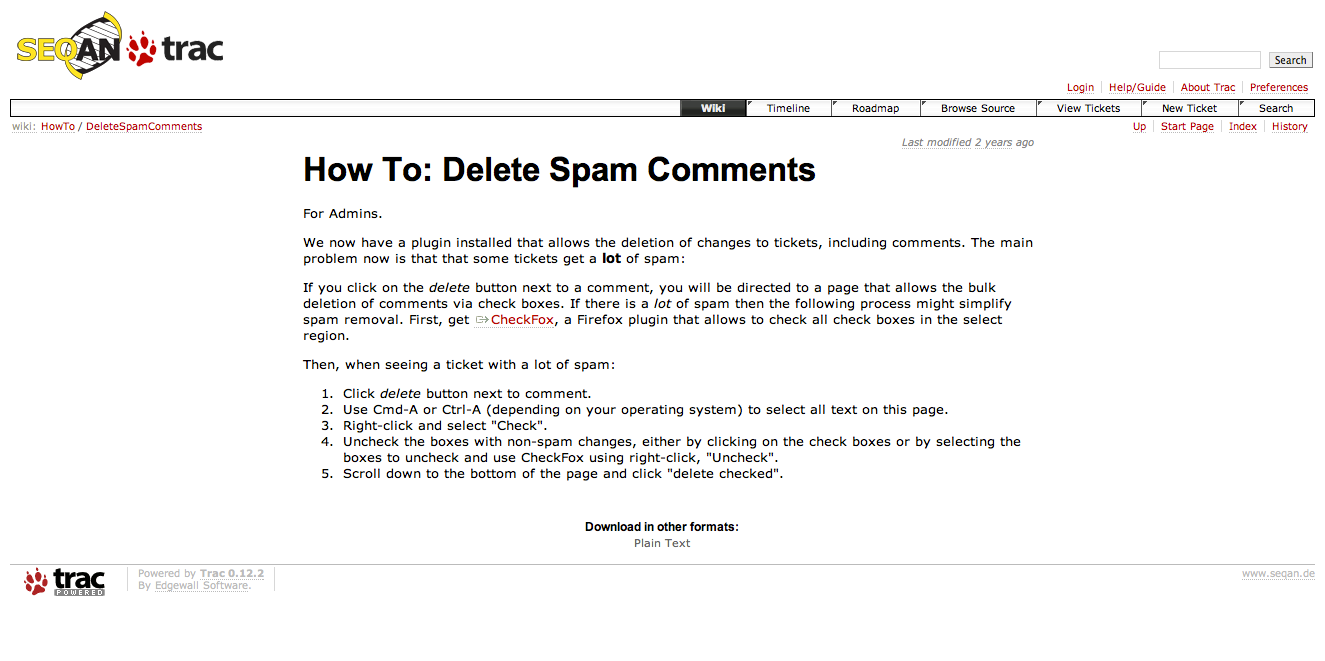 SEQAN trac
Search
Login Help/Guide About Trac Preferences
Wiki Timeline Roadmap Browse Source View Tickets New Ticket Search
wiki: HowTo / DeleteSpamComments
Up Start Page Index History
Last modified 2 years ago
How To: Delete Spam Comments
For Admins.
We now have a plugin installed that allows the deletion of changes to tickets, including comments. The main
problem now is that that some tickets get a lot of spam:
If you click on the delete button next to a comment, you will be directed to a page that allows the bulk
deletion of comments via check boxes. If there is a lot of spam then the following process might simplify
spam removal. First, get CheckFox, a Firefox plugin that allows to check all check boxes in the select
region.
Then, when seeing a ticket with a lot of spam:
1. Click delete button next to comment.
2. Use Cmd-A or Ctrl-A (depending on your operating system) to select all text on this page.
3. Right-click and select "Check".
4. Uncheck the boxes with non-spam changes, either by clicking on the check boxes or by selecting the
boxes to uncheck and use CheckFox using right-click, "Uncheck".
5. Scroll down to the bottom of the page and click "delete checked".
Download in other formats:
Plain Text
trac
POWERED
Powered by Trac 0.12.2
By Edgewall Software.
www.seqan.de